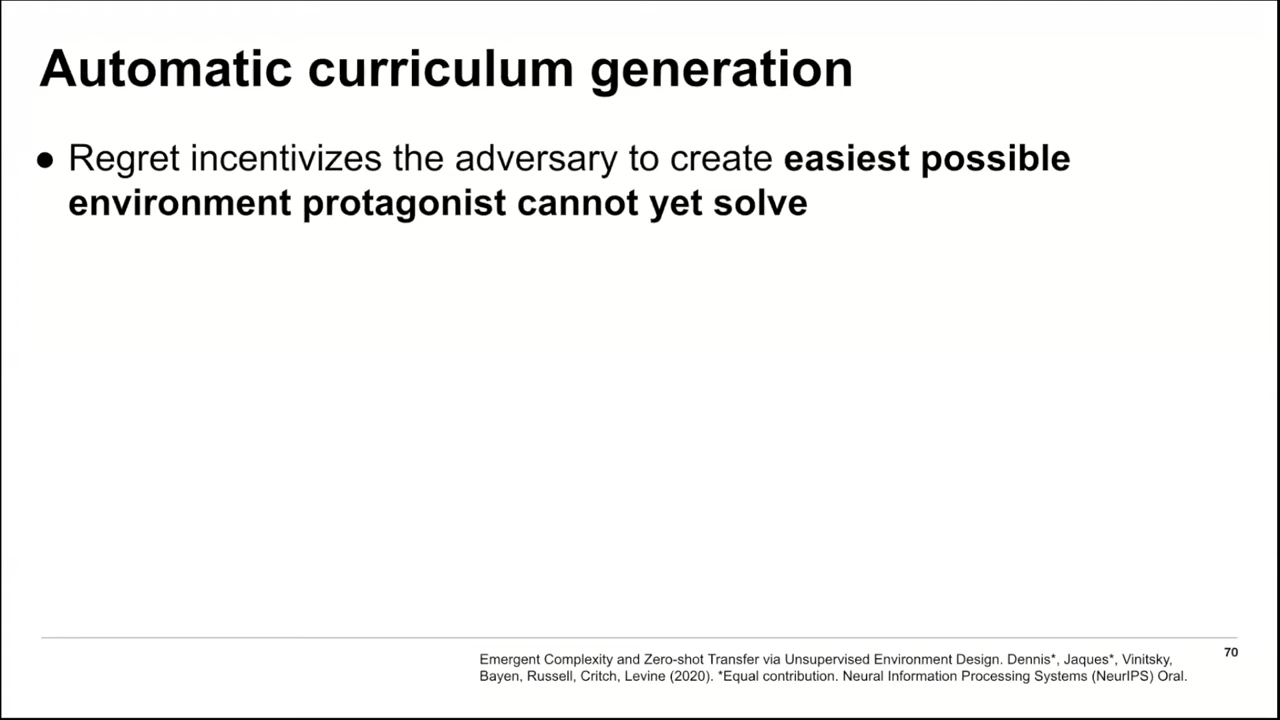 Automatic curriculum generation
● Regret incentivizes the adversary to create easiest possible
environment protagonist cannot yet solve
Emergent Complexity and Zero-shot Transfer via Unsupervised Environment Design. Dennis*, Jaques*, Vinitsky,
Bayen, Russell, Critch, Levine (2020). *Equal contribution. Neural Information Processing Systems (NeurIPS) Oral.
70